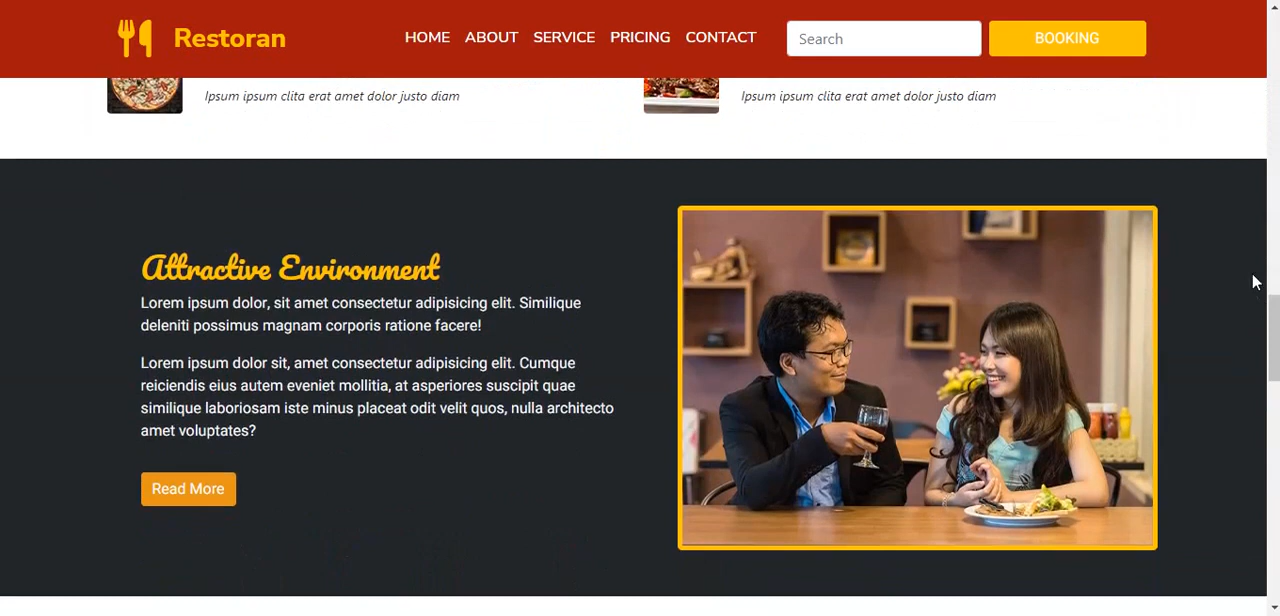 Restoran
HOME ABOUT SERVICE PRICING CONTACT Search BOOKING
Ipsum ipsum clita erat amet dolor justo diam
Ipsum ipsum clita erat amet dolor justo diam
Attractive Environment
Lorem ipsum dolor, sit amet consectetur adipisicing elit. Similique
deleniti possimus magnam corporis ratione facere!
Lorem ipsum dolor sit, amet consectetur adipisicing elit. Cumque
reiciendis eius autem eveniet mollitia, at asperiores suscipit quae
similique laboriosam iste minus placeat odit velit quos, nulla architecto
amet voluptates?
Read More